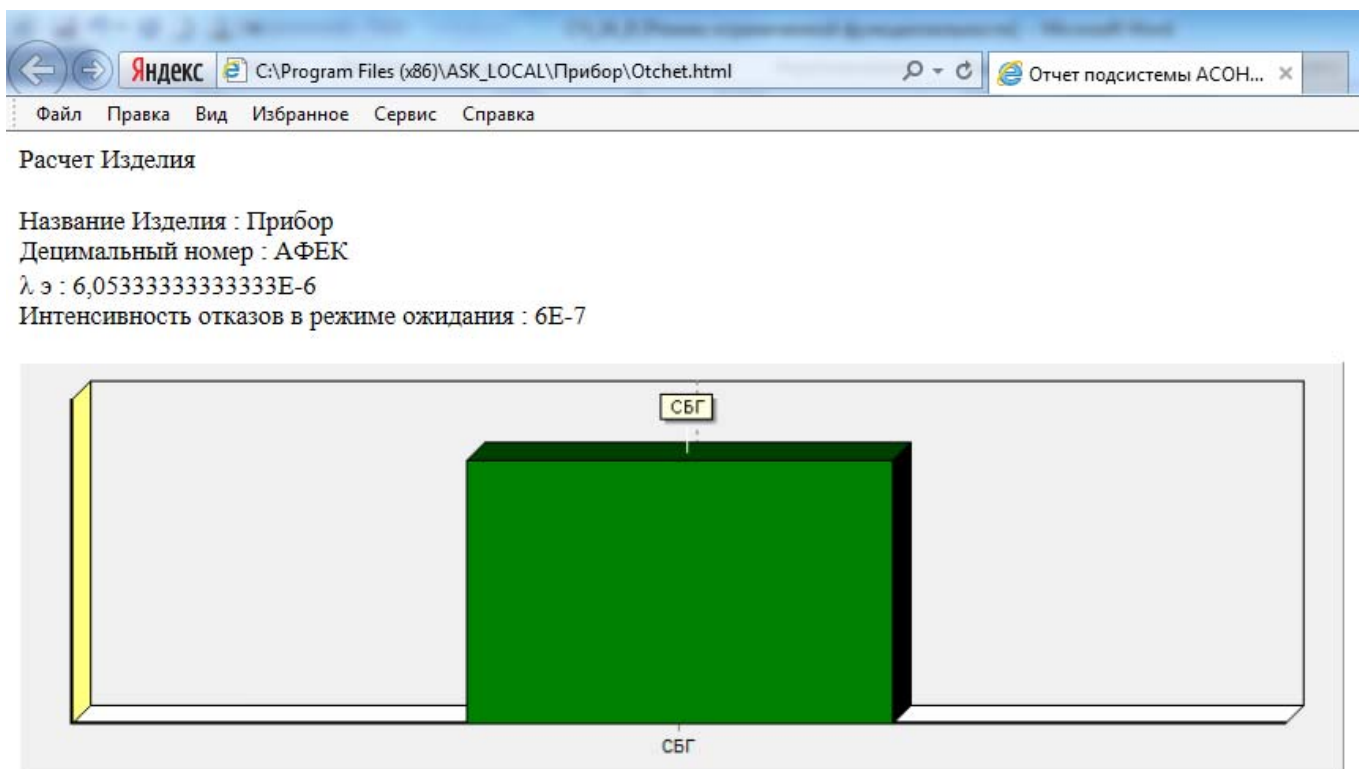 Яндекс C:\Program Files (x86)\ASK_LOCAL\Прибор\Otchet.html Отчет подсистемы АСОН...
Файл Правка Вид Избранное Сервис Справка
Расчет Изделия
Название Изделия : Прибор
Децимальный номер : АФЕК
λ э : 6,05333333333333E-6
Интенсивность отказов в режиме ожидания : 6E-7
СБГ
СБГ